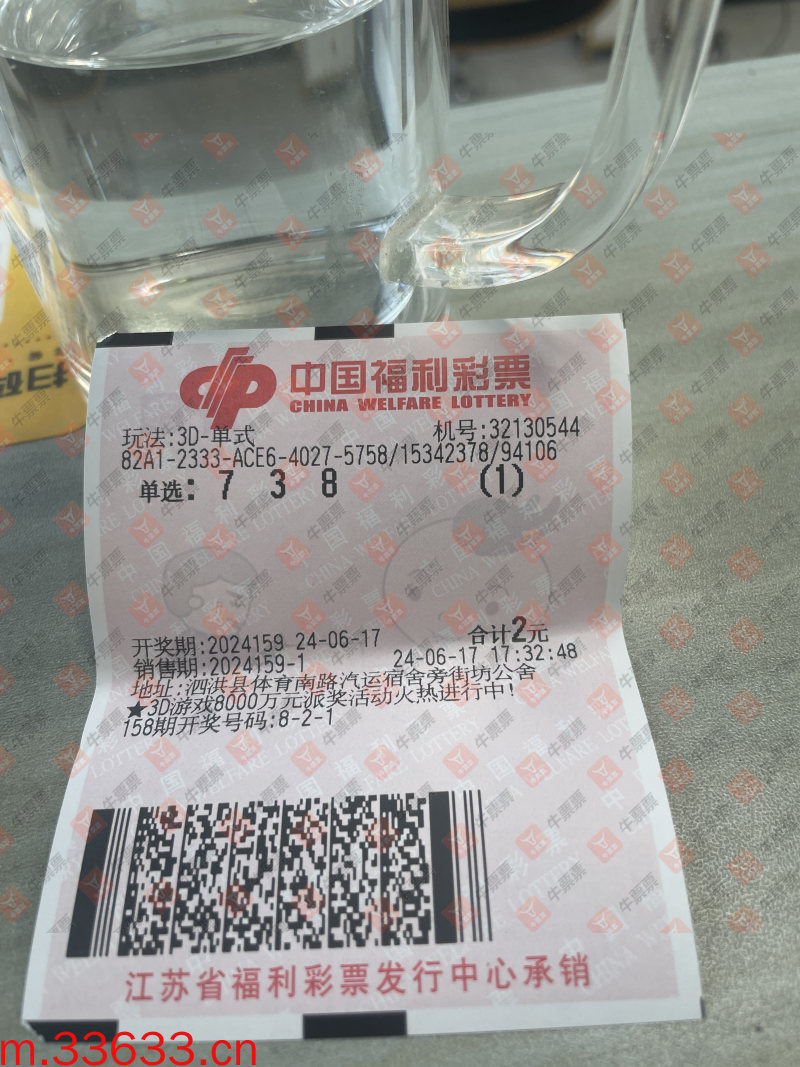 中国福利彩票
CHINA WELFARE LOTTERY
玩法:3D-单式 机号:32130544
82A1-2333-ACE6-4027-5758/15342378/94106
单选: 7 3 8 (1)
开奖期:2024159 24-06-17 合计2元
销售期:2024159-1 24-06-17 17:32:48
地址:泗洪县体育南路汽运宿舍旁街坊公舍
★3D游戏8000万元派奖活动火热进行中!
158期开奖号码:8-2-1
江苏省福利彩票发行中心承销
m.33633.cn
牛票票